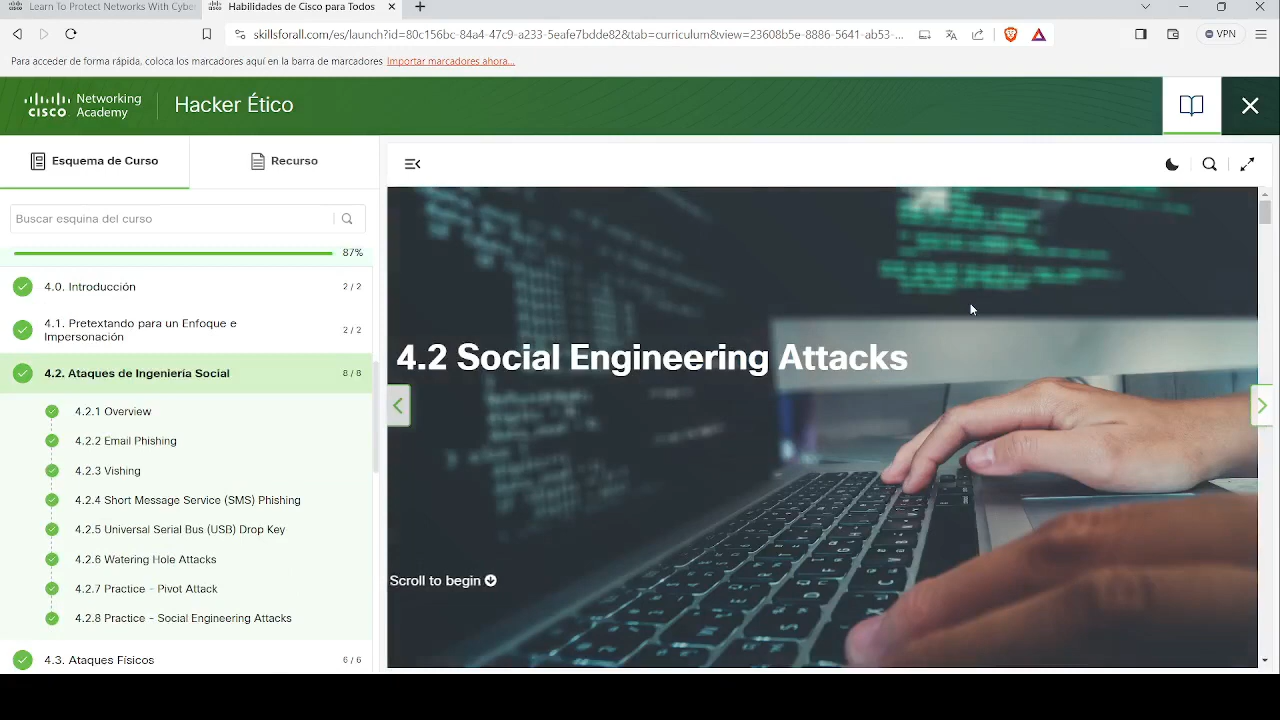 Learn To Protect Networks With Cyber
Habilidades de Cisco para Todos
skillsforall.com/es/launch?id=80c156bc-84a4-47c9-a233-5eafe7bdde82&tab=curriculum&view=23608b5e-8886-5641-ab53-...
VPN
Para acceder de forma rápida, coloca los marcadores aquí en la barra de marcadores Importar marcadores ahora...
CISCO Networking Academy
Hacker Ético
Esquema de Curso
Recurso
Buscar esquina del curso
87%
4.0. Introducción 2 / 2
4.1. Pretextando para un Enfoque e 2 / 2
Impersonación
4.2. Ataques de Ingeniería Social 8 / 8
4.2.1 Overview
4.2.2 Email Phishing
4.2.3 Vishing
4.2.4 Short Message Service (SMS) Phishing
4.2.5 Universal Serial Bus (USB) Drop Key
4.2.6 Watering Hole Attacks
4.2.7 Practice - Pivot Attack
4.2.8 Practice - Social Engineering Attacks
4.3. Ataques Físicos 6 / 6
4.2 Social Engineering Attacks
Scroll to begin